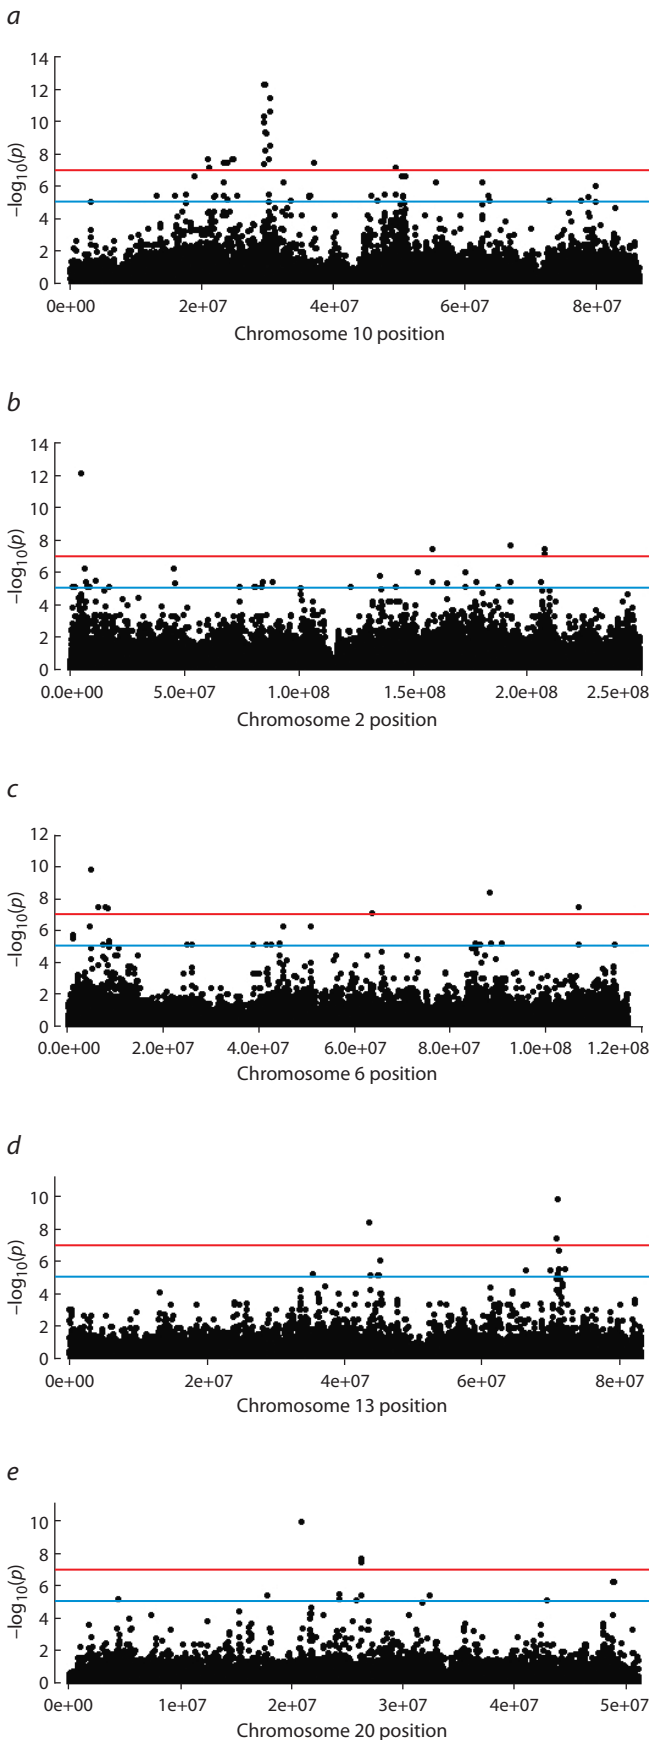 a
14
12
10
8
6
4
2
0
−log10(p)
0e+00 2e+07 4e+07 6e+07 8e+07
Chromosome 10 position
b
14
12
10
8
6
4
2
0
−log10(p)
0.0e+00 5.0e+07 1.0e+08 1.5e+08 2.0e+08 2.5e+08
Chromosome 2 position
c
12
10
8
6
4
2
0
−log10(p)
0.0e+00 2.0e+07 4.0e+07 6.0e+07 8.0e+07 1.0e+08 1.2e+08
Chromosome 6 position
d
10
8
6
4
2
0
−log10(p)
0e+00 2e+07 4e+07 6e+07 8e+07
Chromosome 13 position
e
10
8
6
4
2
0
−log10(p)
0e+00 1e+07 2e+07 3e+07 4e+07 5e+07
Chromosome 20 position